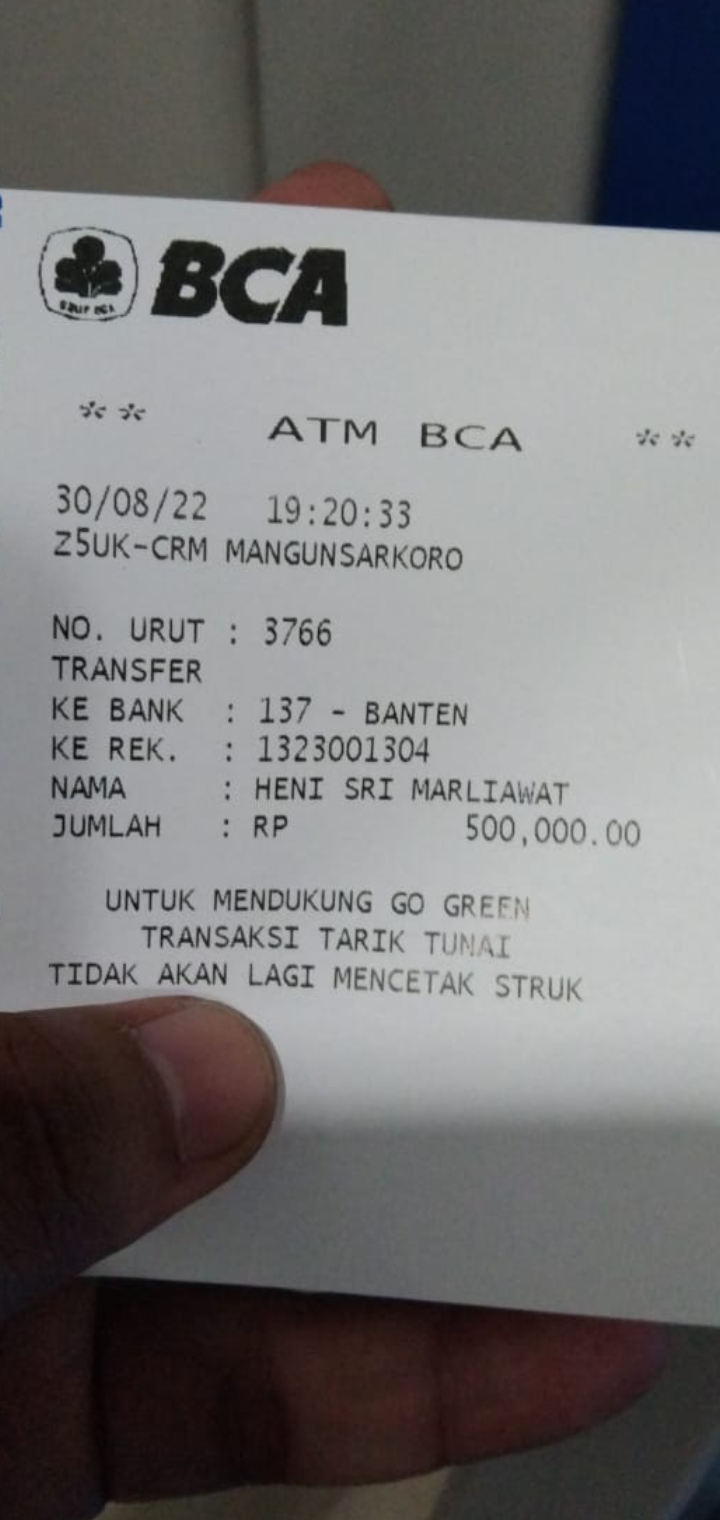 BCA
** ATM BCA **
30/08/22 19:20:33
Z5UK-CRM MANGUNSARKORO
NO. URUT : 3766
TRANSFER
KE BANK : 137 - BANTEN
KE REK. : 1323001304
NAMA : HENI SRI MARLIAWAT
JUMLAH : RP 500,000.00
UNTUK MENDUKUNG GO GREEN
TRANSAKSI TARIK TUNAI
TIDAK AKAN LAGI MENCETAK STRUK